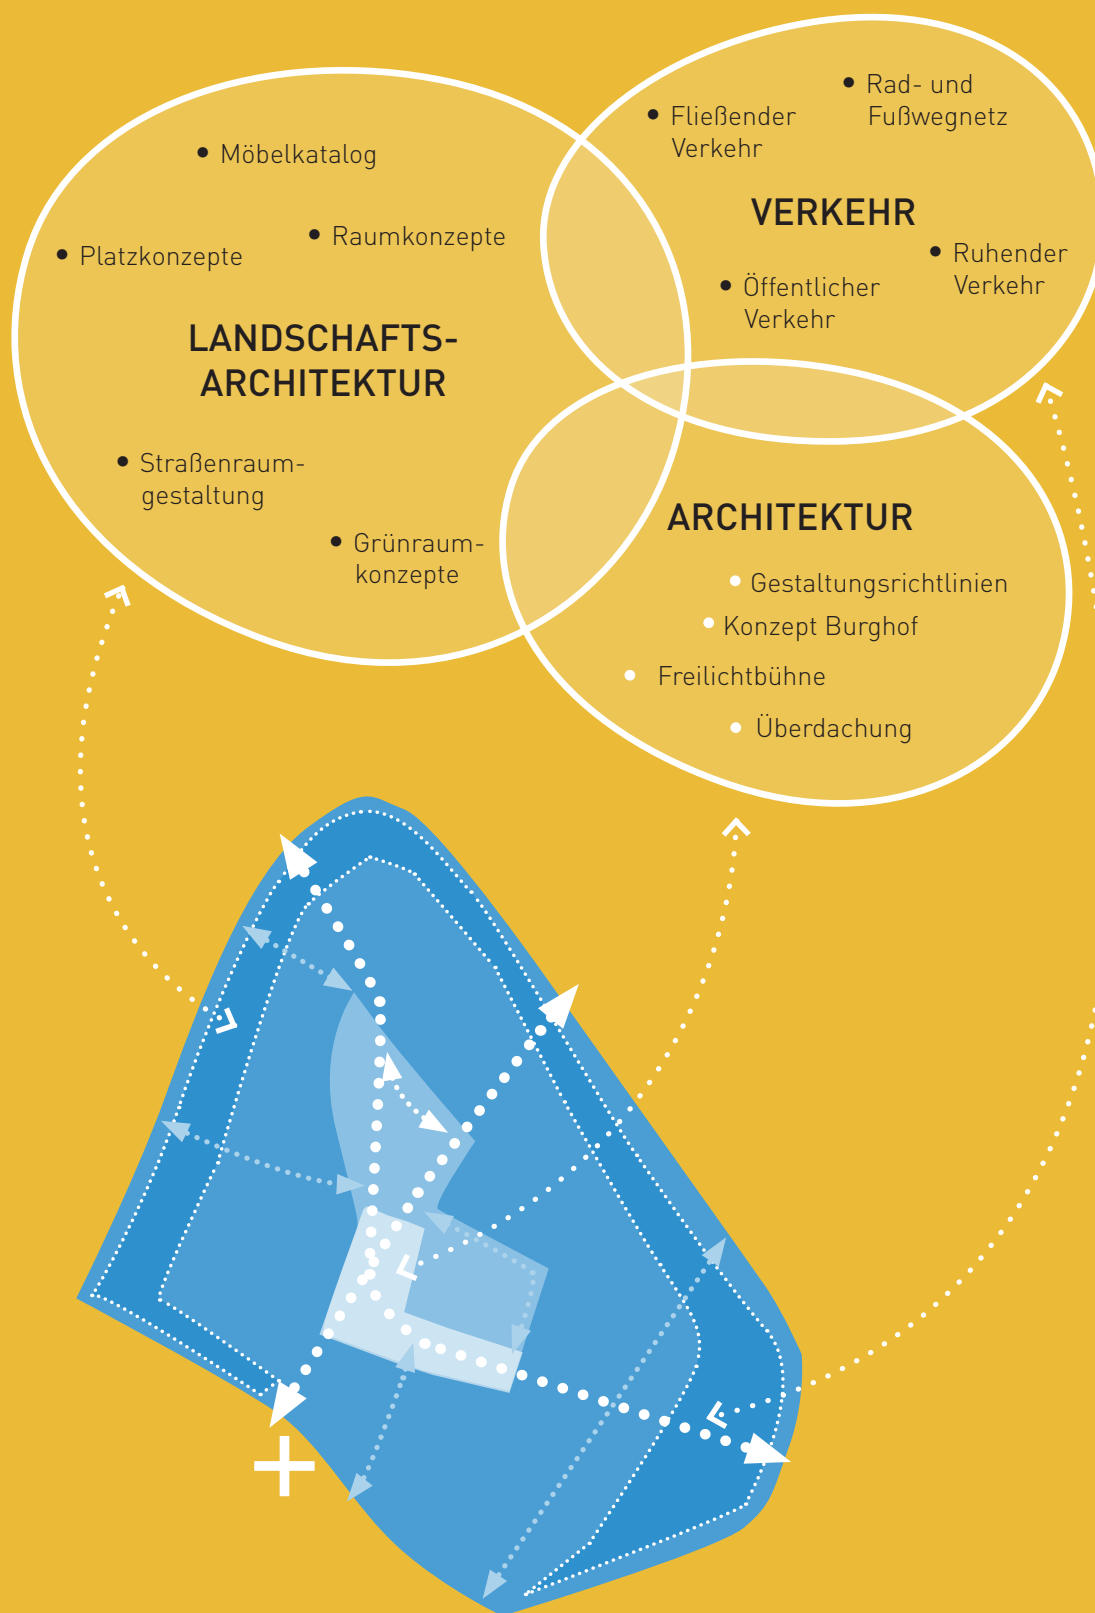 • Möbelkatalog
• Raumkonzepte
• Platzkonzepte
LANDSCHAFTS-
ARCHITEKTUR
• Straßenraum-
gestaltung
• Grünraum-
konzepte
• Rad- und
Fußwegnetz
• Fließender
Verkehr
VERKEHR
• Ruhender
Verkehr
• Öffentlicher
Verkehr
ARCHITEKTUR
• Gestaltungsrichtlinien
• Konzept Burghof
• Freilichtbühne
• Überdachung
+